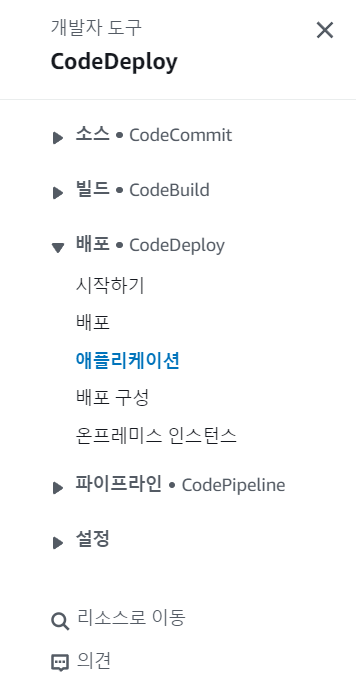 개발자 도구
CodeDeploy
소스 • CodeCommit
빌드 • CodeBuild
배포 • CodeDeploy
시작하기
배포
애플리케이션
배포 구성
온프레미스 인스턴스
파이프라인 • CodePipeline
설정
리소스로 이동
의견